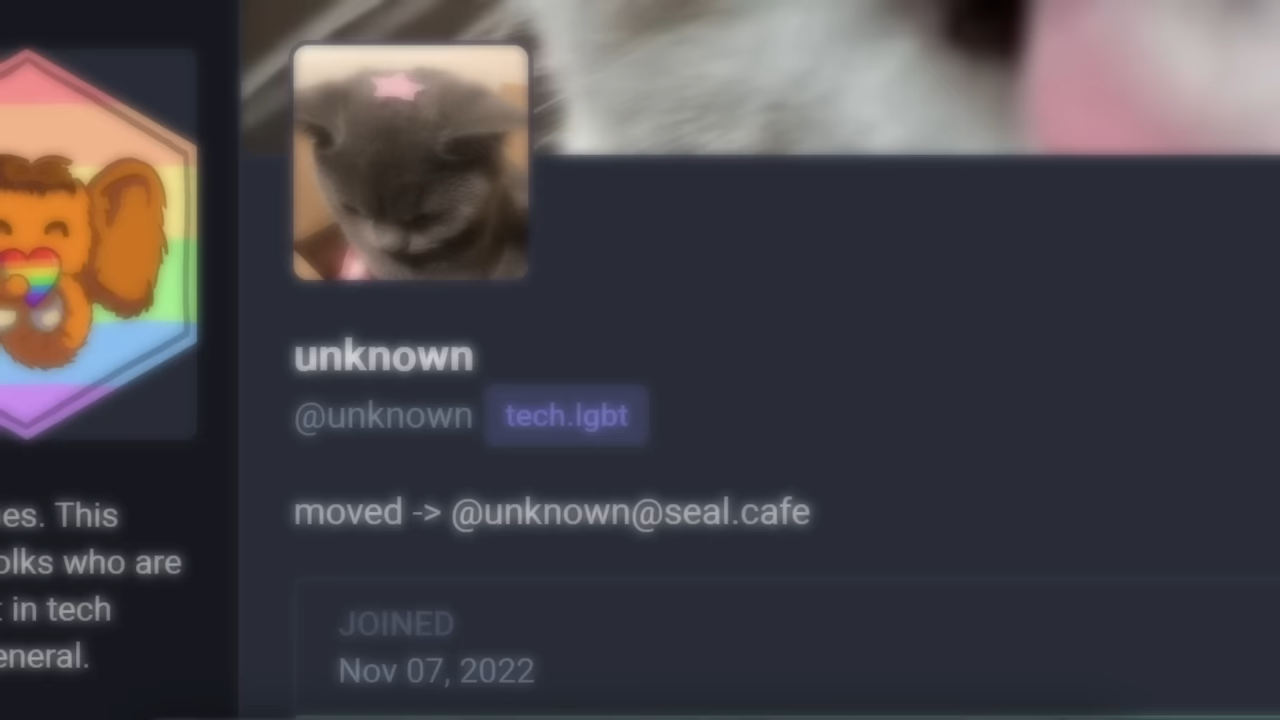 unknown
@unknown tech.lgbt
moved -> @unknown@seal.cafe
JOINED
Nov 07, 2022
es. This
olks who are
t in tech
eneral.